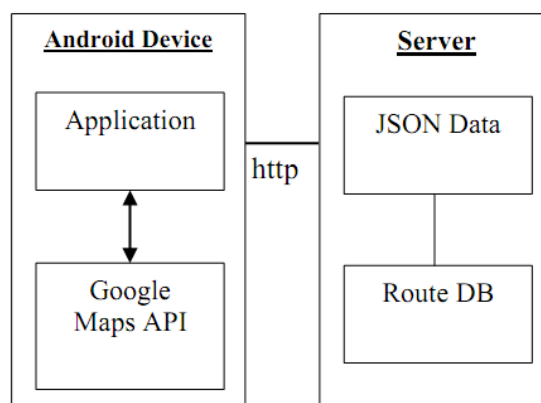 Android Device
Application
Google
Maps API
http
Server
JSON Data
Route DB